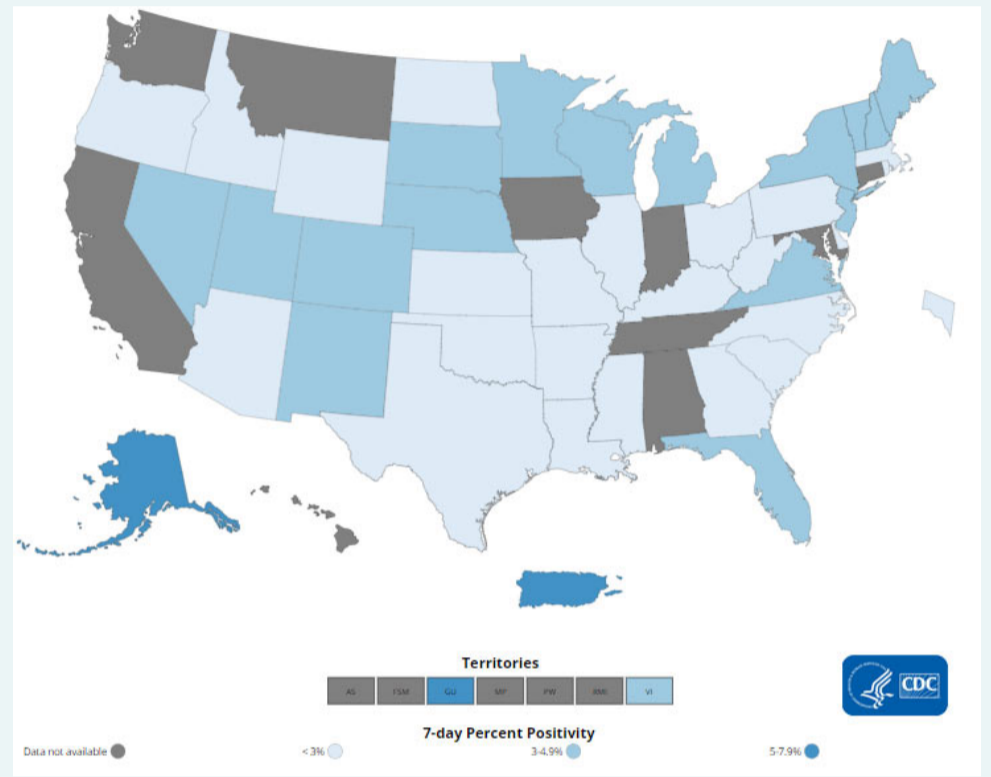 Territories
AS FSM GU MP PW RMI VI
CDC
7-day Percent Positivity
Data not available <3% 3-4.9% 5-7.9%